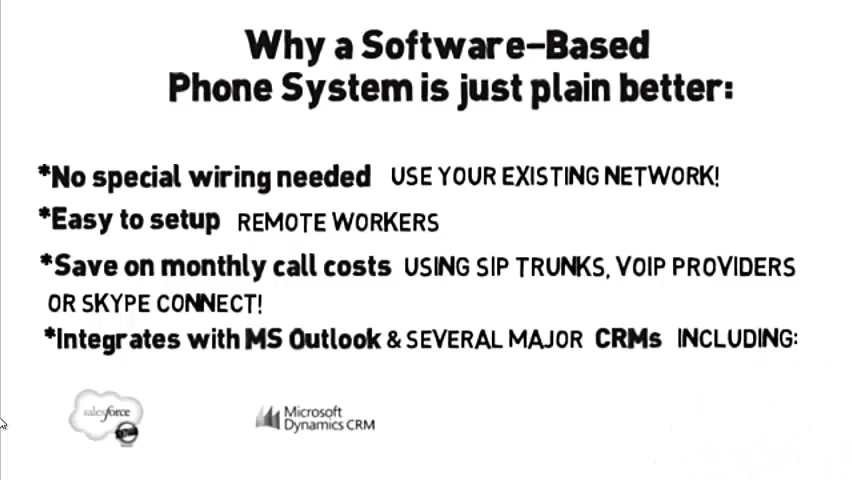 Why a Software-Based
Phone System is just plain better:
*No special wiring needed USE YOUR EXISTING NETWORK!
*Easy to setup REMOTE WORKERS
*Save on monthly call costs USING SIP TRUNKS, VOIP PROVIDERS
OR SKYPE CONNECT!
*Integrates with MS Outlook & SEVERAL MAJOR CRMs INCLUDING:
salesforce
Microsoft
Dynamics CRM